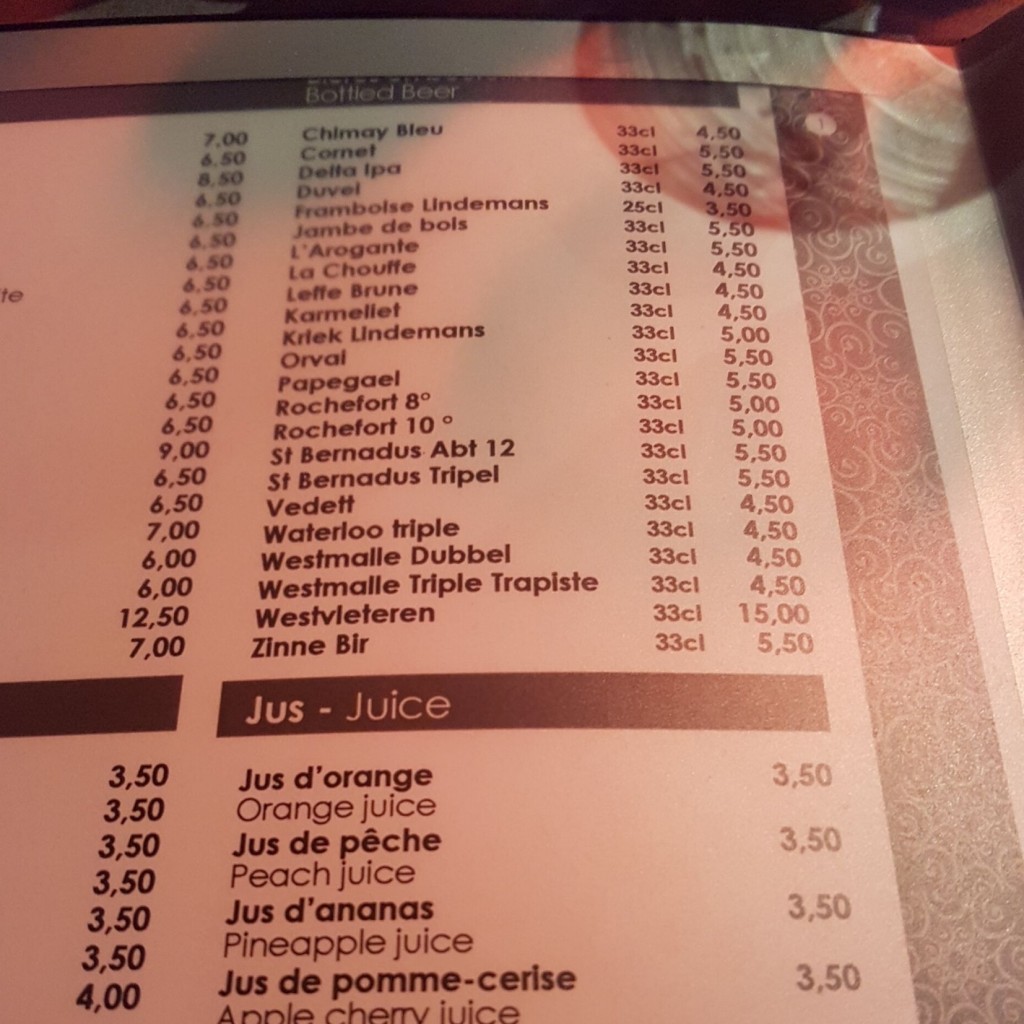 Bottled Beer
7,00 Chimay Bleu 33cl 4,50
6,50 Cornet 33cl 5,50
8,50 Delta Ipa 33cl 5,50
6,50 Duvel 33cl 4,50
6,50 Framboise Lindemans 25cl 3,50
6,50 Jambe de bois 33cl 5,50
6,50 L'Arogante 33cl 5,50
6,50 La Chouffe 33cl 4,50
6,50 Leffe Brune 33cl 4,50
6,50 Karmeliet 33cl 4,50
6,50 Kriek Lindemans 33cl 5,00
6,50 Orval 33cl 5,50
6,50 Papegael 33cl 5,50
6,50 Rochefort 8° 33cl 5,00
9,00 Rochefort 10 ° 33cl 5,00
6,50 St Bernadus Abt 12 33cl 5,50
6,50 St Bernadus Tripel 33cl 5,50
7,00 Vedett 33cl 4,50
6,00 Waterloo triple 33cl 4,50
6,00 Westmalle Dubbel 33cl 4,50
Westmalle Triple Trapiste 33cl 4,50
12,50 Westvleteren 33cl 15,00
7,00 Zinne Bir 33cl 5,50
Jus - Juice
3,50 Jus d'orange 3,50
3,50 Orange juice
3,50 Jus de pêche 3,50
3,50 Peach juice
3,50 Jus d'ananas 3,50
3,50 Pineapple juice
4,00 Jus de pomme-cerise 3,50
Apple cherry juice